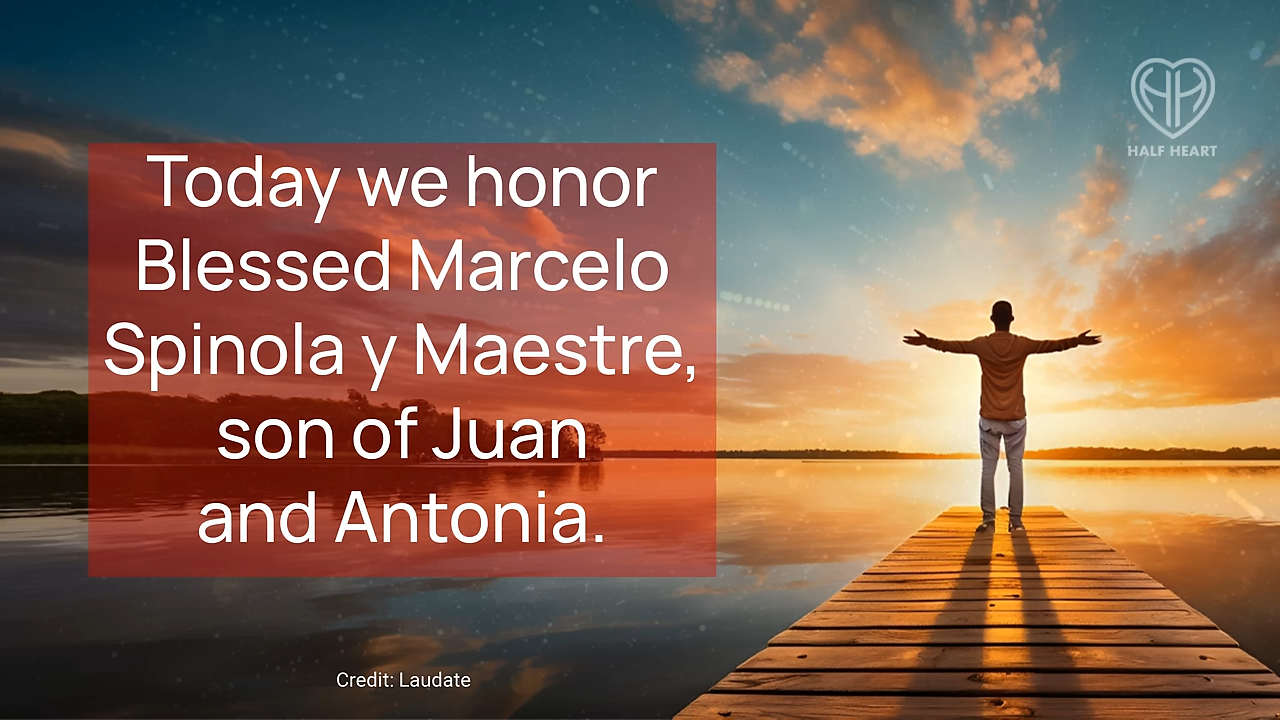 HALF HEART
Today we honor
Blessed Marcelo
Spinola y Maestre,
son of Juan
and Antonia.
Credit: Laudate